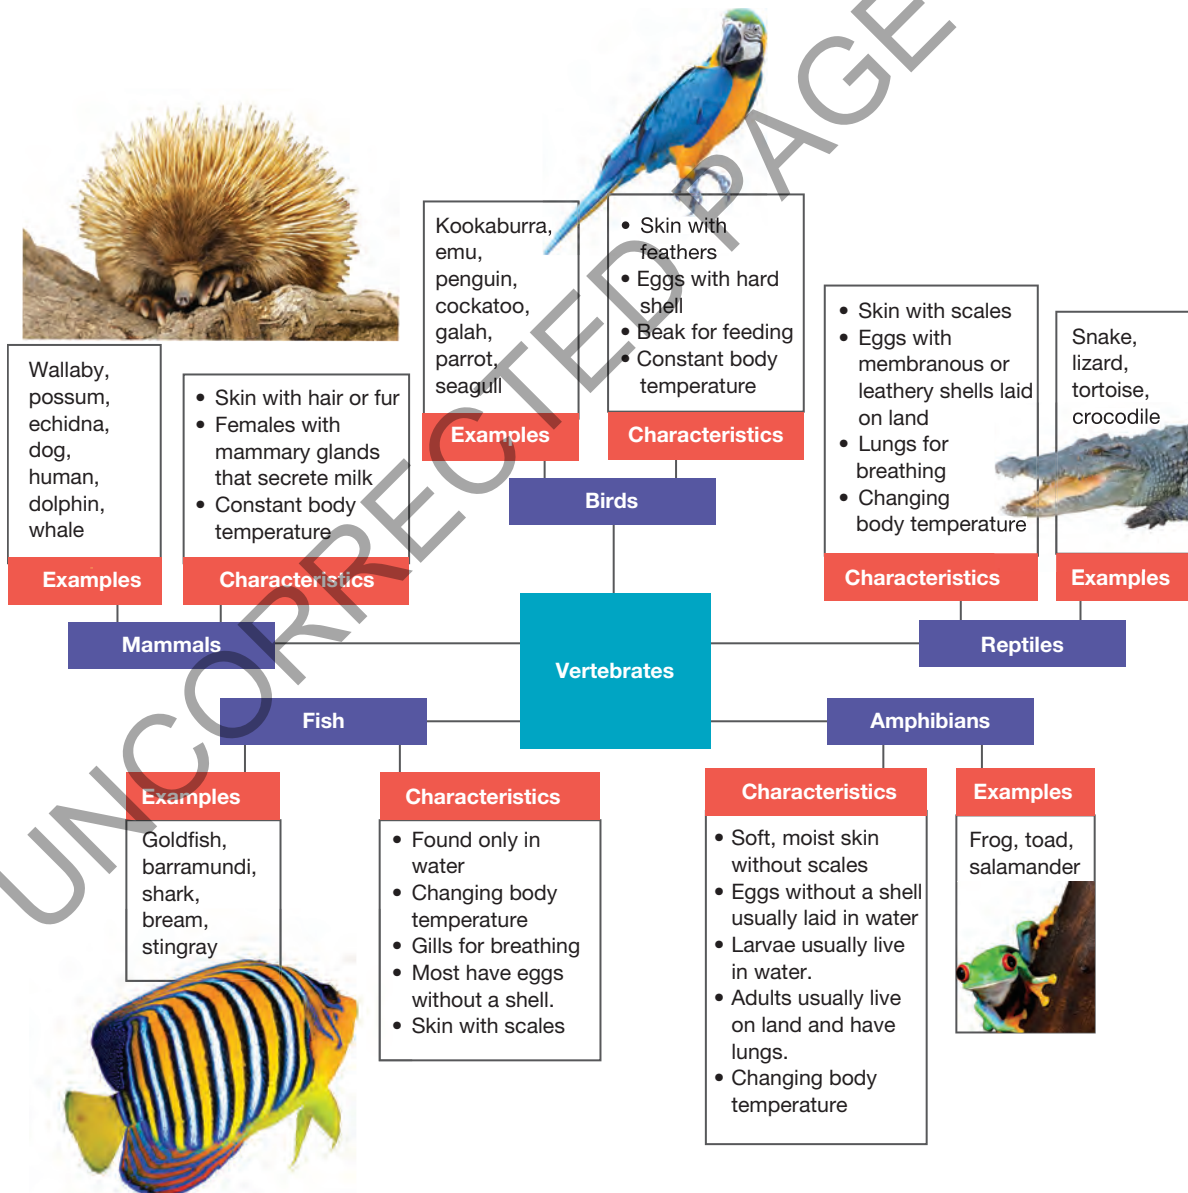 UNCORRECTED PAGE
Kookaburra,
emu,
penguin,
cockatoo,
galah,
parrot,
seagull
Examples
• Skin with
feathers
• Eggs with hard
shell
• Beak for feeding
• Constant body
temperature
Characteristics
Birds
Wallaby,
possum,
echidna,
dog,
human,
dolphin,
whale
Examples
• Skin with hair or fur
• Females with
mammary glands
that secrete milk
• Constant body
temperature
Characteristics
Mammals
• Skin with scales
• Eggs with
membranous or
leathery shells laid
on land
• Lungs for
breathing
• Changing
body temperature
Characteristics
Snake,
lizard,
tortoise,
crocodile
Examples
Reptiles
Vertebrates
Fish
Examples
Goldfish,
barramundi,
shark,
bream,
stingray
Characteristics
• Found only in
water
• Changing body
temperature
• Gills for breathing
• Most have eggs
without a shell.
• Skin with scales
Amphibians
Characteristics
• Soft, moist skin
without scales
• Eggs without a shell
usually laid in water
• Larvae usually live
in water.
• Adults usually live
on land and have
lungs.
• Changing body
temperature
Examples
Frog, toad,
salamander